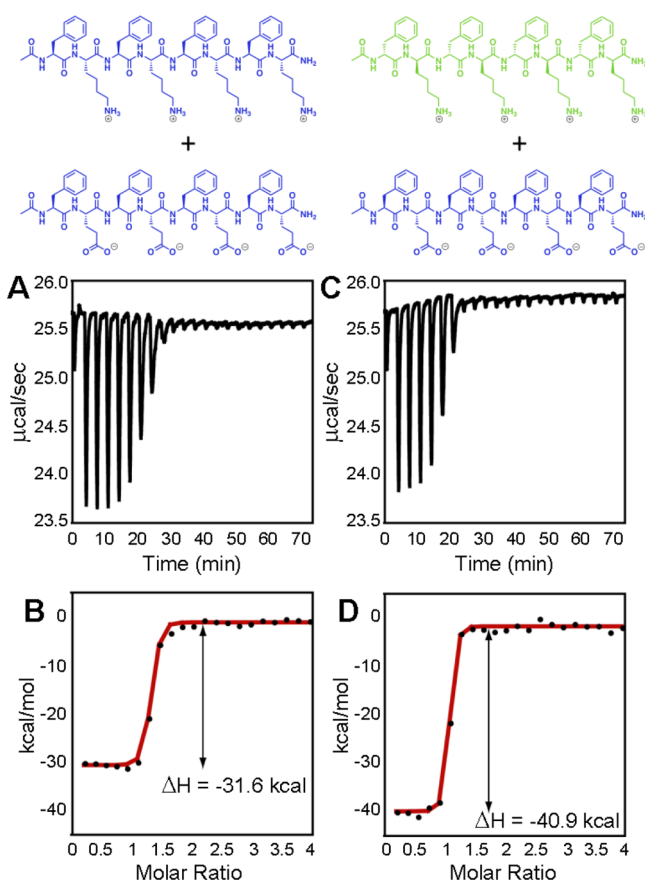 +
+
A
26.0
25.5
25.0
24.5
24.0
23.5
µcal/sec
0 10 20 30 40 50 60 70
Time (min)
C
26.0
25.5
25.0
24.5
24.0
23.5
µcal/sec
0 10 20 30 40 50 60 70
Time (min)
B
0
-10
-20
-30
-40
kcal/mol
ΔH = -31.6 kcal
0 0.5 1 1.5 2 2.5 3 3.5 4
Molar Ratio
D
0
-10
-20
-30
-40
kcal/mol
ΔH = -40.9 kcal
0 0.5 1 1.5 2 2.5 3 3.5 4
Molar Ratio